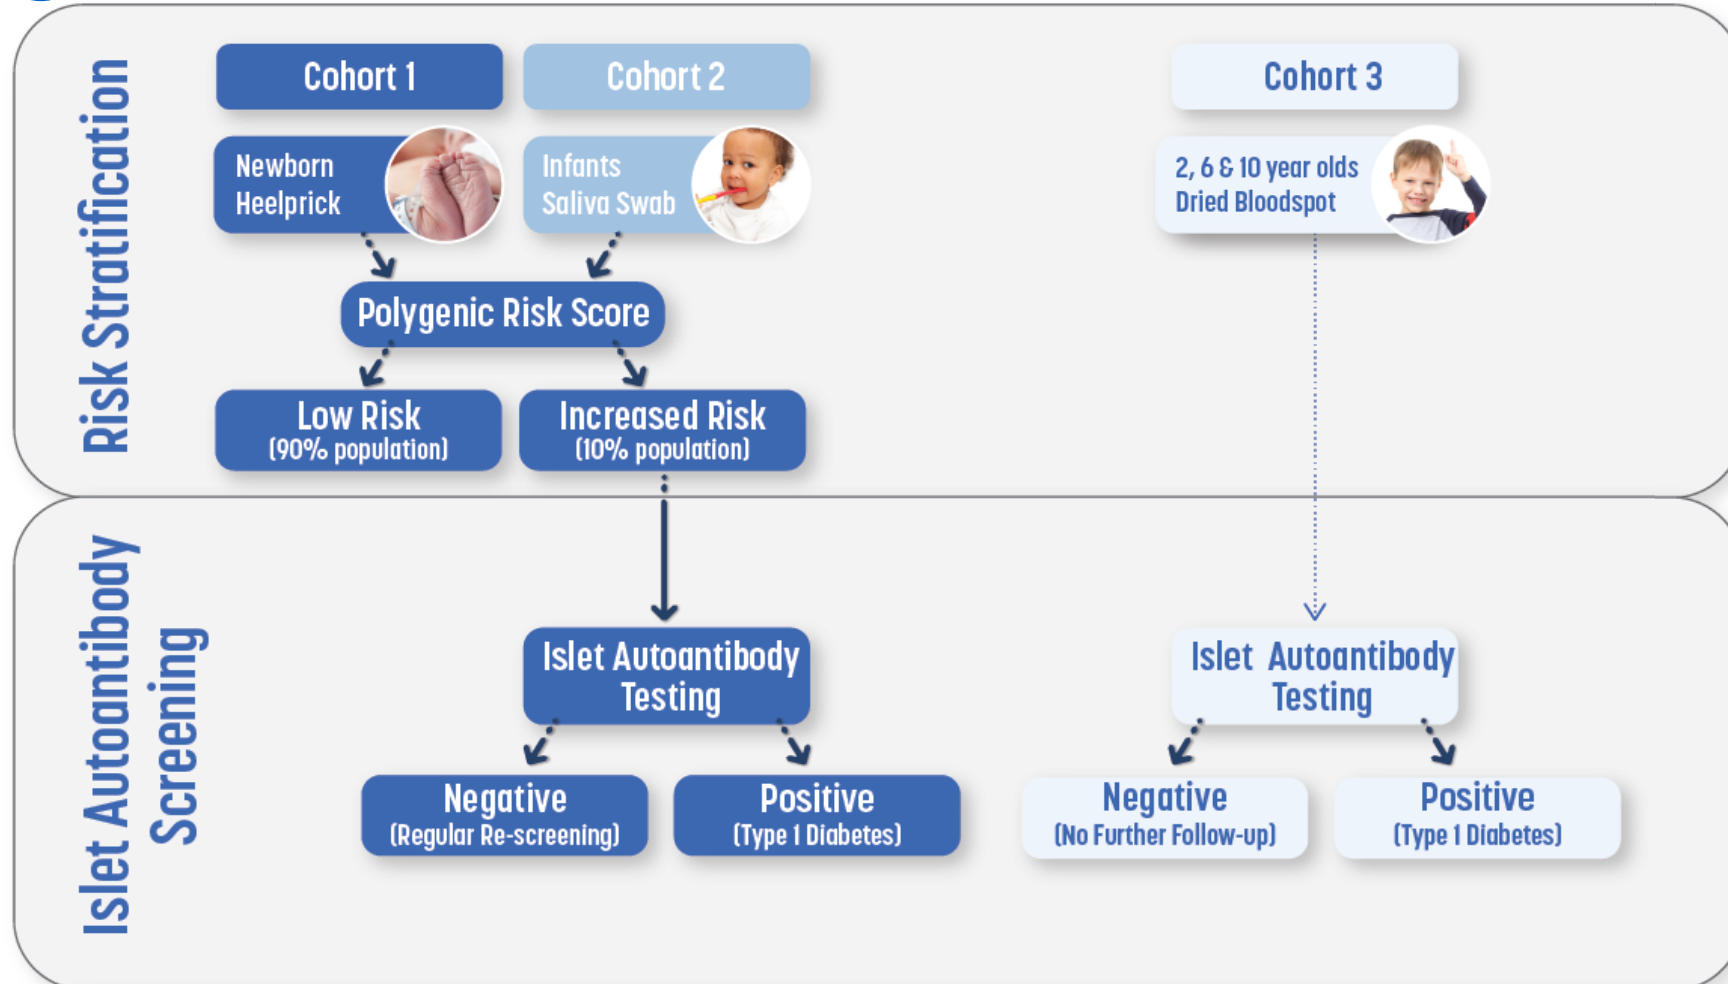 Risk Stratification
Cohort 1
Cohort 2
Cohort 3
Newborn
Heelprick
Infants
Saliva Swab
2, 6 & 10 year olds
Dried Bloodspot
Polygenic Risk Score
Low Risk
(90% population)
Increased Risk
(10% population)
Islet Autoantibody
Screening
Islet Autoantibody
Testing
Islet Autoantibody
Testing
Negative
(Regular Re-screening)
Positive
(Type 1 Diabetes)
Negative
(No Further Follow-up)
Positive
(Type 1 Diabetes)